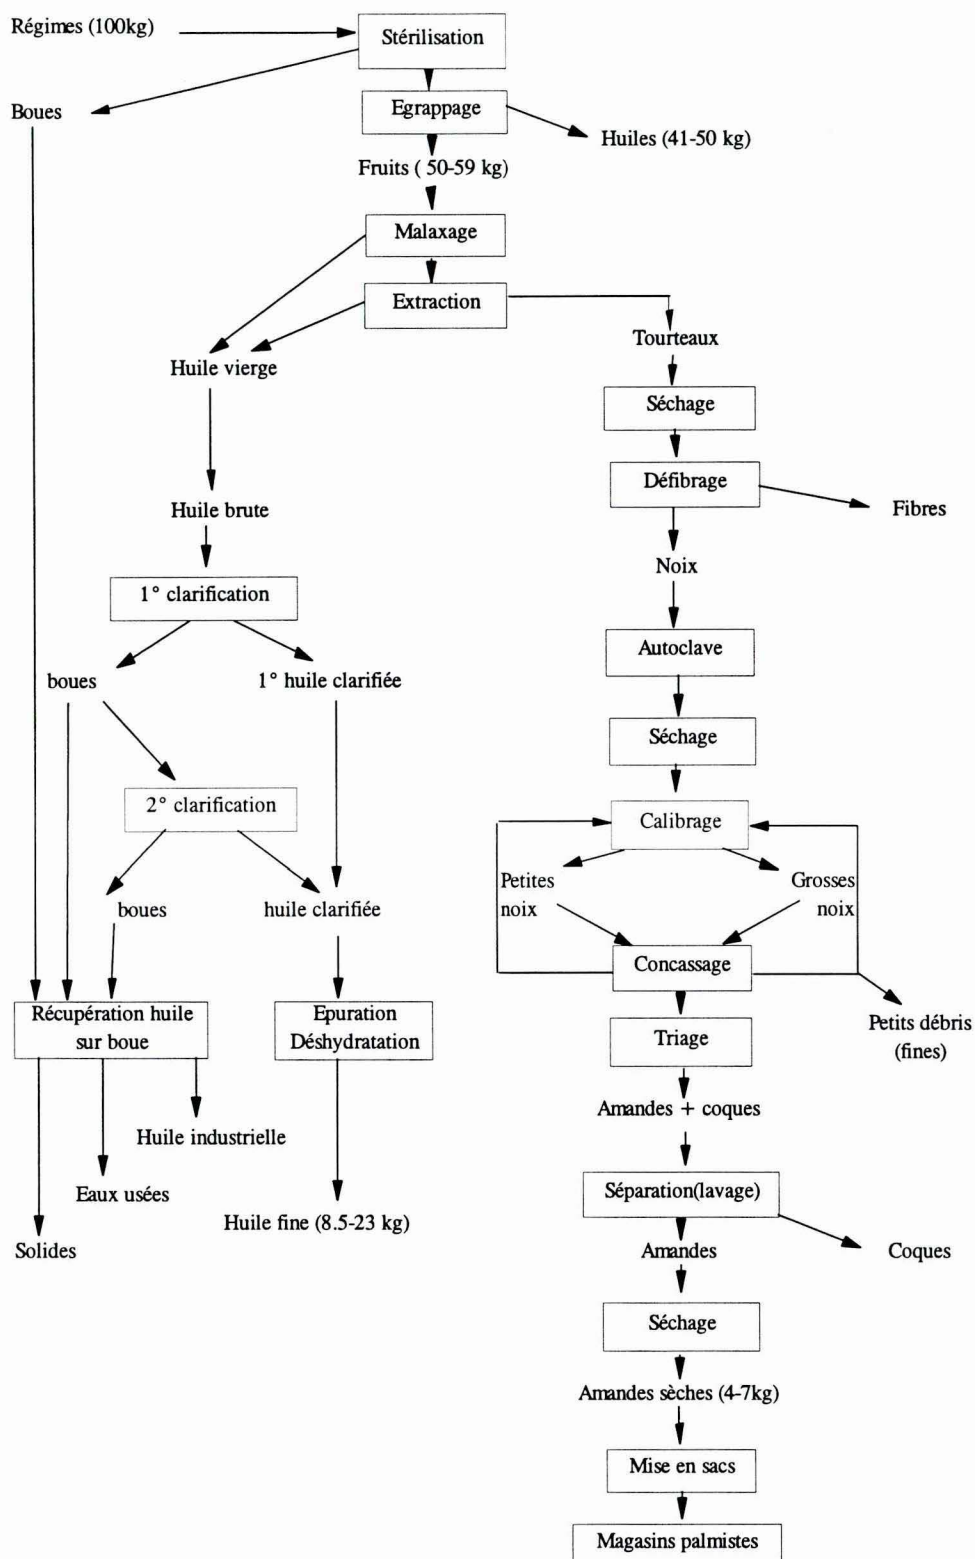 Régimes (100kg)
Stérilisation
Boues
Egrappage
Huiles (41-50 kg)
Fruits ( 50-59 kg)
Malaxage
Extraction
Tourteaux
Huile vierge
Séchage
Défibrage
Huile brute
Fibres
Noix
1° clarification
Autoclave
boues
1° huile clarifiée
Séchage
2° clarification
Calibrage
Petites
noix
Grosses
noix
boues
huile clarifiée
Concassage
Récupération huile
sur boue
Epuration
Déshydratation
Petits débris
(fines)
Triage
Amandes + coques
Huile industrielle
Séparation(lavage)
Eaux usées
Huile fine (8.5-23 kg)
Solides
Amandes
Coques
Séchage
Amandes sèches (4-7kg)
Mise en sacs
Magasins palmistes